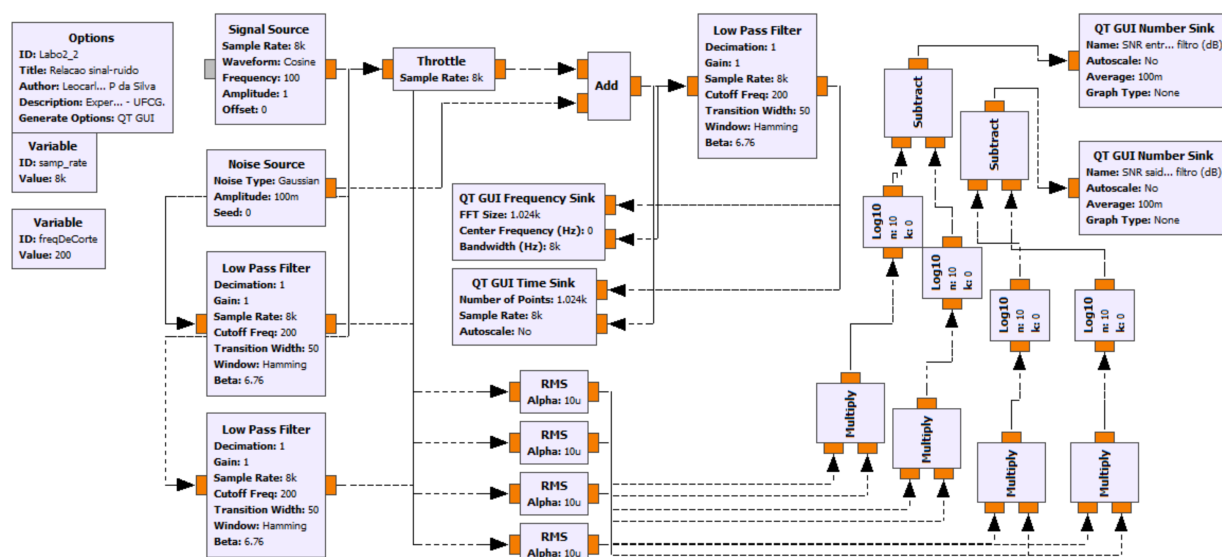 Options
ID: Labo2_2
Title: Relacao sinal-ruido
Author: Leocarl... P da Silva
Description: Exper... - UFCG.
Generate Options: QT GUI
Variable
ID: samp_rate
Value: 8k
Variable
ID: freqDeCorte
Value: 200
Signal Source
Sample Rate: 8k
Waveform: Cosine
Frequency: 100
Amplitude: 1
Offset: 0
Noise Source
Noise Type: Gaussian
Amplitude: 100m
Seed: 0
Low Pass Filter
Decimation: 1
Gain: 1
Sample Rate: 8k
Cutoff Freq: 200
Transition Width: 50
Window: Hamming
Beta: 6.76
Low Pass Filter
Decimation: 1
Gain: 1
Sample Rate: 8k
Cutoff Freq: 200
Transition Width: 50
Window: Hamming
Beta: 6.76
Throttle
Sample Rate: 8k
Add
Low Pass Filter
Decimation: 1
Gain: 1
Sample Rate: 8k
Cutoff Freq: 200
Transition Width: 50
Window: Hamming
Beta: 6.76
QT GUI Frequency Sink
FFT Size: 1.024k
Center Frequency (Hz): 0
Bandwidth (Hz): 8k
QT GUI Time Sink
Number of Points: 1.024k
Sample Rate: 8k
Autoscale: No
RMS
Alpha: 10u
RMS
Alpha: 10u
RMS
Alpha: 10u
RMS
Alpha: 10u
Multiply
Multiply
Multiply
Multiply
Log10
n: 10
k: 0
Log10
n: 10
k: 0
Log10
n: 10
k: 0
Log10
n: 10
k: 0
Subtract
Subtract
QT GUI Number Sink
Name: SNR entr... filtro (dB)
Autoscale: No
Average: 100m
Graph Type: None
QT GUI Number Sink
Name: SNR said... filtro (dB)
Autoscale: No
Average: 100m
Graph Type: None